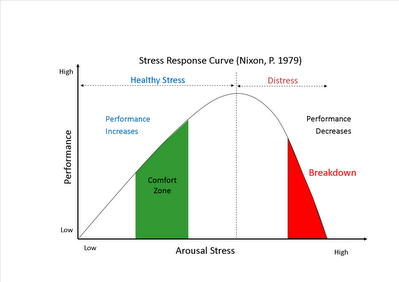 Stress Response Curve (Nixon, P. 1979)
High
Healthy Stress
Distress
Performance
Increases
Performance
Decreases
Performance
Comfort
Zone
Breakdown
Low
Low
Arousal Stress
High